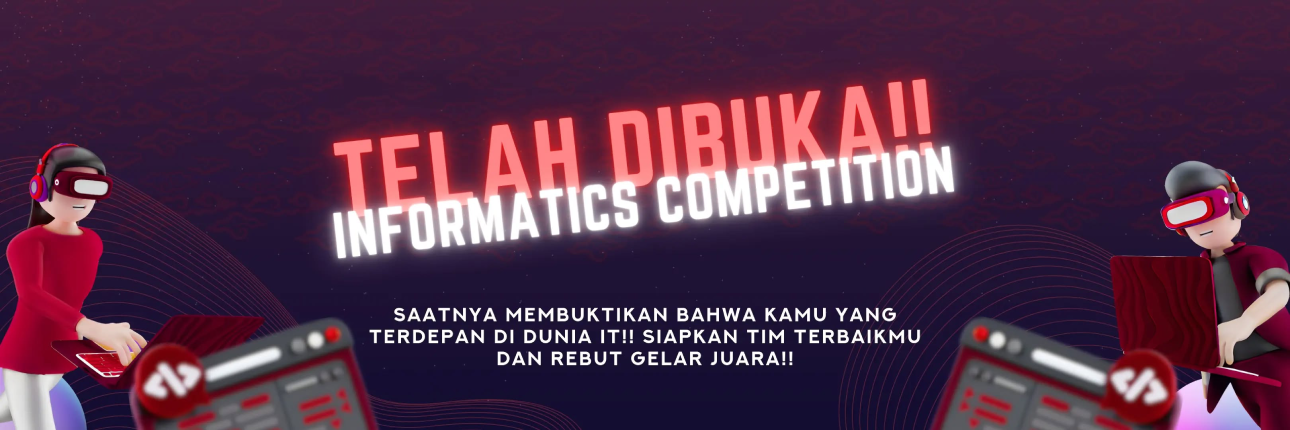 TELAH DIBUKA!!
INFORMATICS COMPETITION
SAATNYA MEMBUKTIKAN BAHWA KAMU YANG
TERDEPAN DI DUNIA IT!! SIAPKAN TIM TERBAIKMU
DAN REBUT GELAR JUARA!!